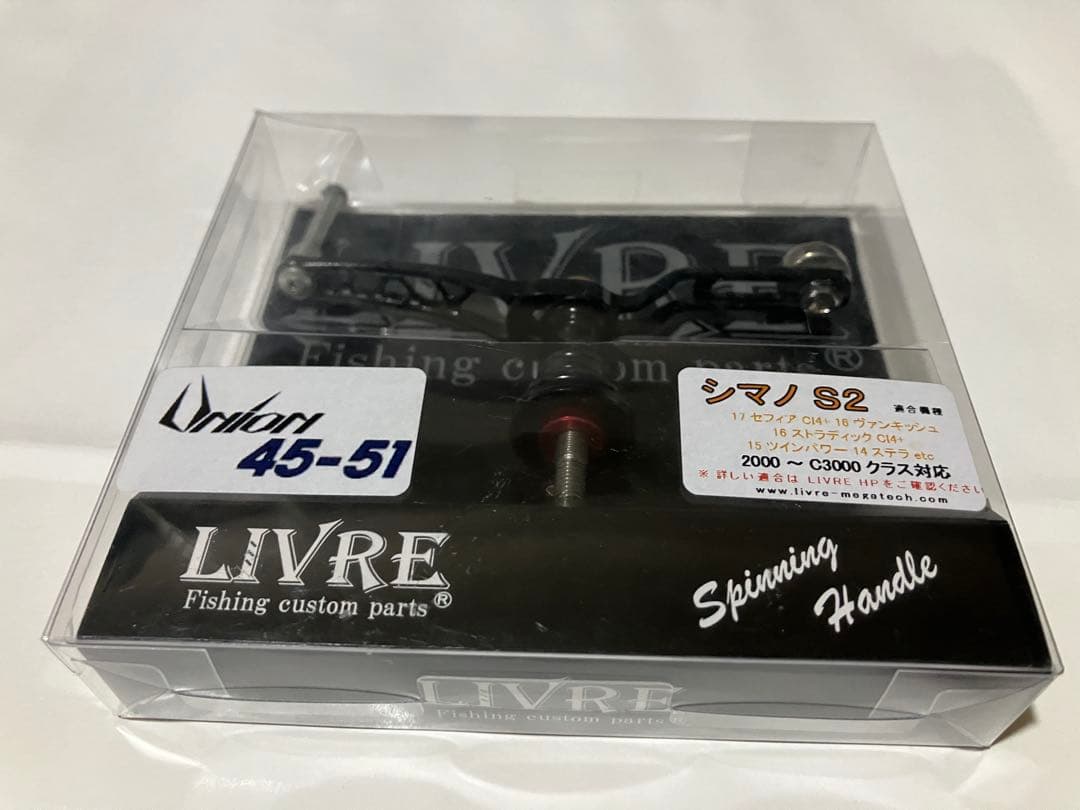 LIVRE
Fishing custom parts®
Union
45-51
シマノ S2 適合機種
17 セフィア CI4+ 16 ヴァンキッシュ
16 ストラディック CI4+
15 ツインパワー 14 ステラ etc
2000 ～ C3000 クラス対応
※ 詳しい適合は LIVRE HPをご確認ください
www.livre-megatech.com
LIVRE
Fishing custom parts®
Spinning
Handle
LIVRE
Fishing custom parts®